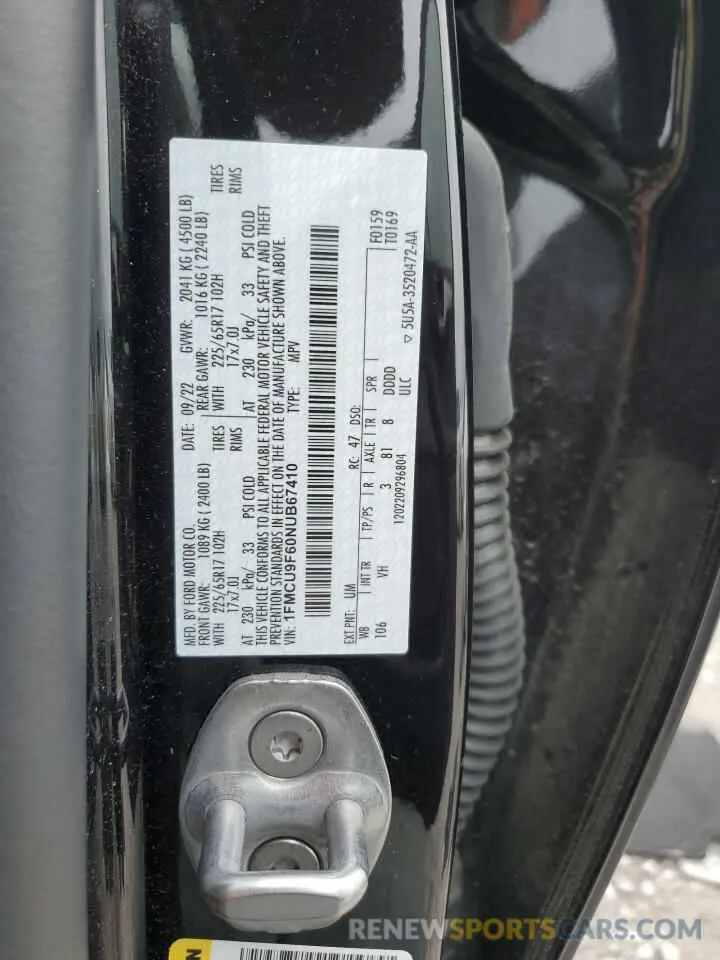 MFD. BY FORD MOTOR CO. DATE: 09/22 GVWR: 2041 KG ( 4500 LB)
FRONT GAWR: 1089 KG ( 2400 LB) REAR GAWR: 1016 KG ( 2240 LB)
WITH 225/65R17 102H TIRES WITH 225/65R17 102H TIRES
17x7.0J RIMS 17x7.0J RIMS
AT 230 kPa/ 33 PSI COLD AT 230 kPa/ 33 PSI COLD
THIS VEHICLE CONFORMS TO ALL APPLICABLE FEDERAL MOTOR VEHICLE SAFETY AND THEFT
PREVENTION STANDARDS IN EFFECT ON THE DATE OF MANUFACTURE SHOWN ABOVE.
VIN: 1FMCU9F60NUB67410 TYPE: MPV
EXT PNT: UM RC: 47 DSO: F0159
WB INT TR TP/PS R AXLE TR SPR T0169
106 VH 3 81 8 DDDD
ULC
1202209296804 ▽ 5U5A-3520472-AA
RENEWSPORTSCARS.COM